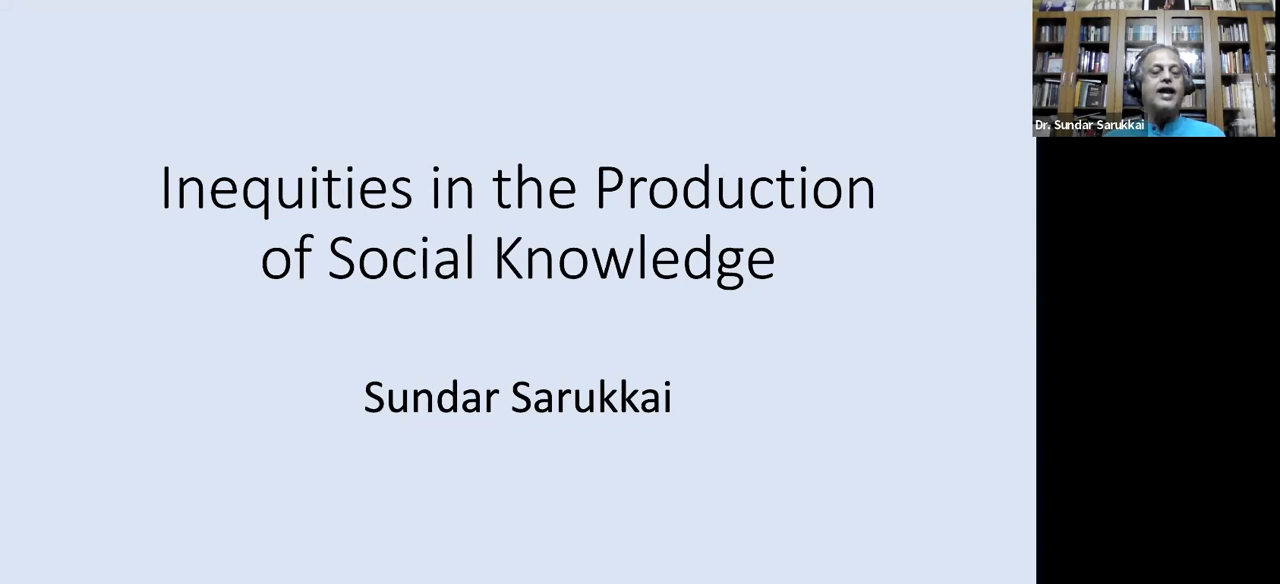 Inequities in the Production
of Social Knowledge
Sundar Sarukkai
Dr. Sundar Sarukkai